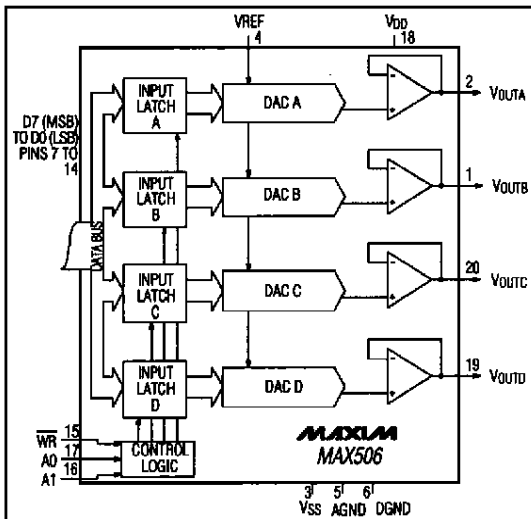 VREF
4
VDD
18
D7 (MSB)
TO D0 (LSB)
PINS 7 TO
14
DATA BUS
INPUT
LATCH
A
DAC A
2
VOUTA
INPUT
LATCH
B
DAC B
1
VOUTB
INPUT
LATCH
C
DAC C
20
VOUTC
INPUT
LATCH
D
DAC D
19
VOUTD
WR 15
A0 17
A1 16
CONTROL
LOGIC
MAXIM
MAX506
3 5 6
VSS AGND DGND